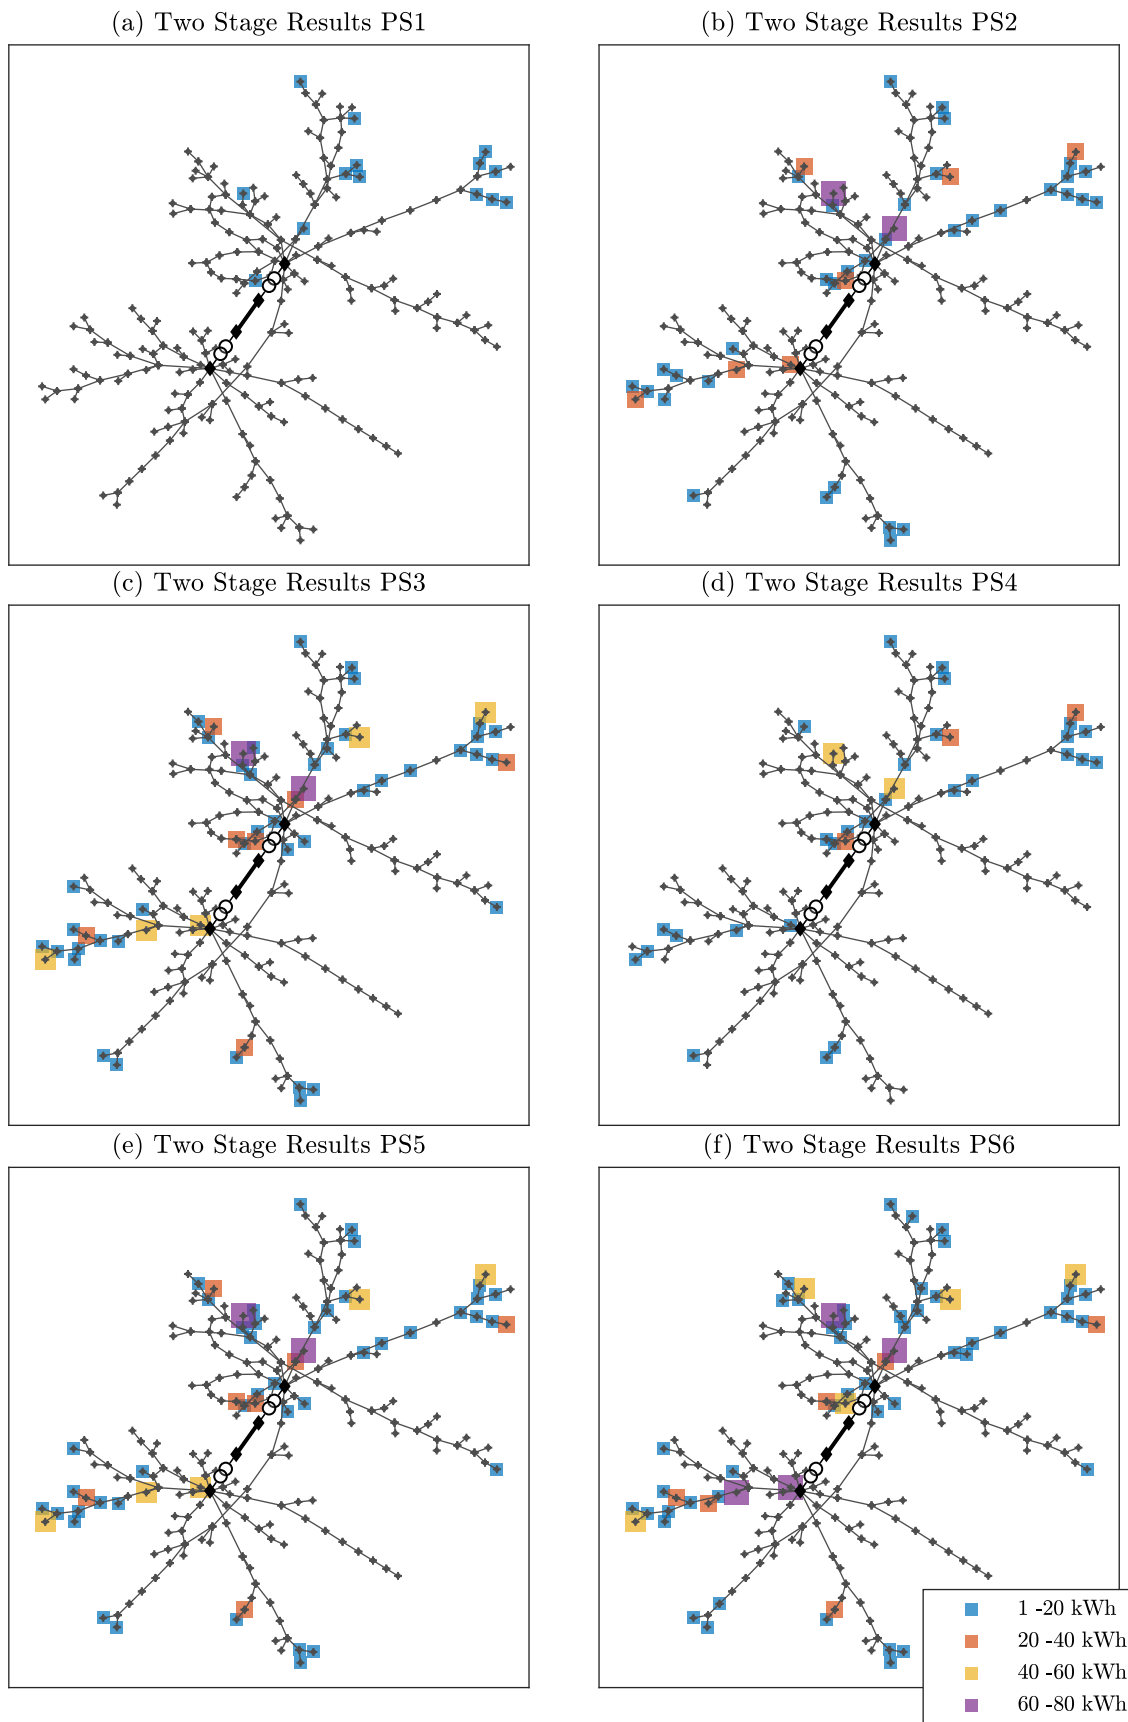 (a) Two Stage Results PS1
(b) Two Stage Results PS2
(c) Two Stage Results PS3
(d) Two Stage Results PS4
(e) Two Stage Results PS5
(f) Two Stage Results PS6
1 -20 kWh
20 -40 kWh
40 -60 kWh
60 -80 kWh